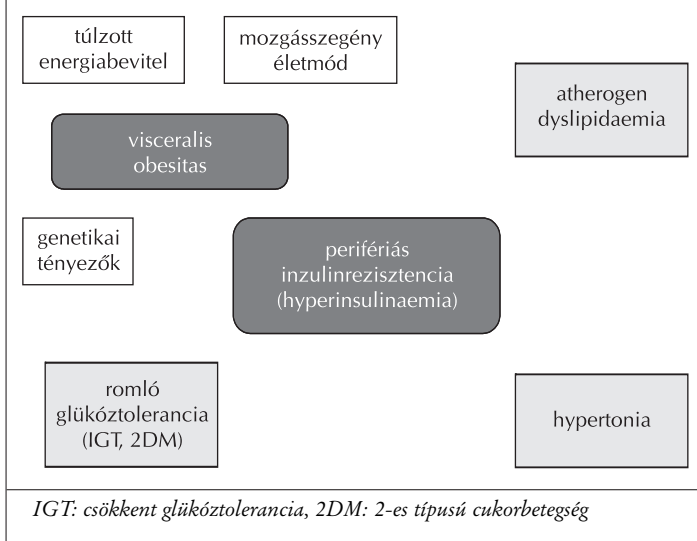 túlzott
energiabevitel
mozgásszegény
életmód
atherogen
dyslipidaemia
visceralis
obesitas
genetikai
tényezők
perifériás
inzulinrezisztencia
(hyperinsulinaemia)
romló
glükóztolerancia
(IGT, 2DM)
hypertonia
IGT: csökkent glükóztolerancia, 2DM: 2-es típusú cukorbetegség